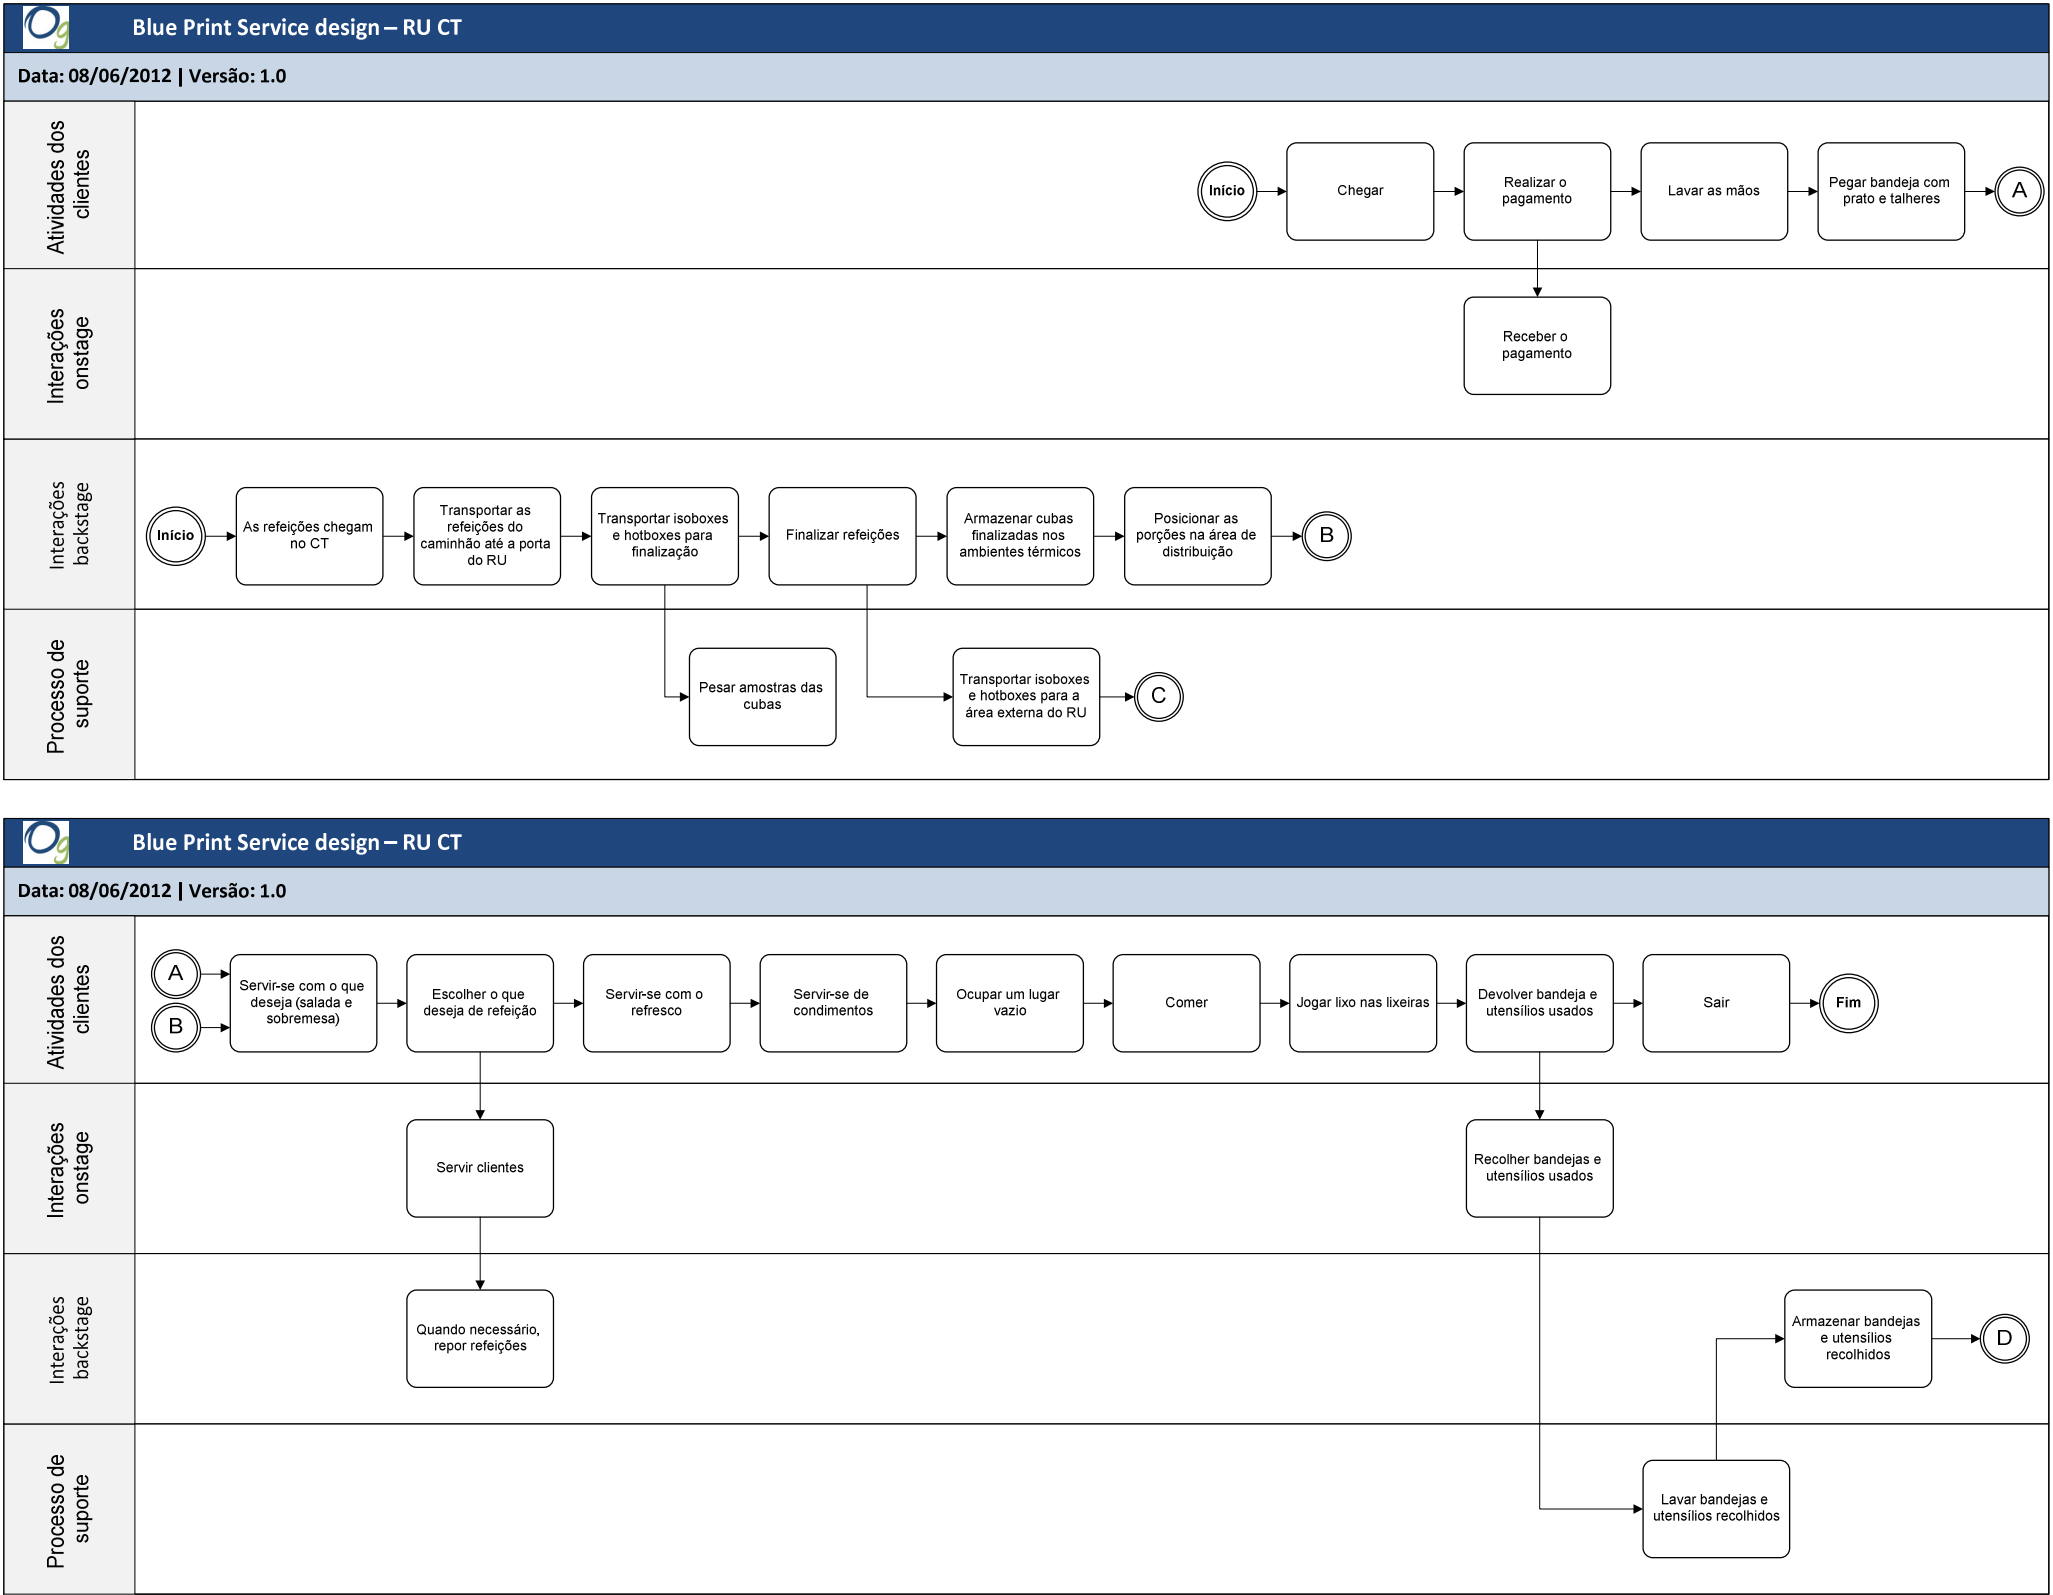 Og
Blue Print Service design – RU CT
Data: 08/06/2012 | Versão: 1.0
Atividades dos
clientes
Início
Chegar
Realizar o
pagamento
Lavar as mãos
Pegar bandeja com
prato e talheres
A
Interações
onstage
Receber o
pagamento
Interações
backstage
Início
As refeições chegam
no CT
Transportar as
refeições do
caminhão até a porta
do RU
Transportar isoboxes
e hotboxes para
finalização
Finalizar refeições
Armazenar cubas
finalizadas nos
ambientes térmicos
Posicionar as
porções na área de
distribuição
B
Processo de
suporte
Pesar amostras das
cubas
Transportar isoboxes
e hotboxes para a
área externa do RU
C
Og
Blue Print Service design – RU CT
Data: 08/06/2012 | Versão: 1.0
Atividades dos
clientes
A
B
Servir-se com o que
deseja (salada e
sobremesa)
Escolher o que
deseja de refeição
Servir-se com o
refresco
Servir-se de
condimentos
Ocupar um lugar
vazio
Comer
Jogar lixo nas lixeiras
Devolver bandeja e
utensílios usados
Sair
Fim
Interações
onstage
Servir clientes
Recolher bandejas e
utensílios usados
Interações
backstage
Quando necessário,
repor refeições
Armazenar bandejas
e utensílios
recolhidos
D
Processo de
suporte
Lavar bandejas e
utensílios recolhidos